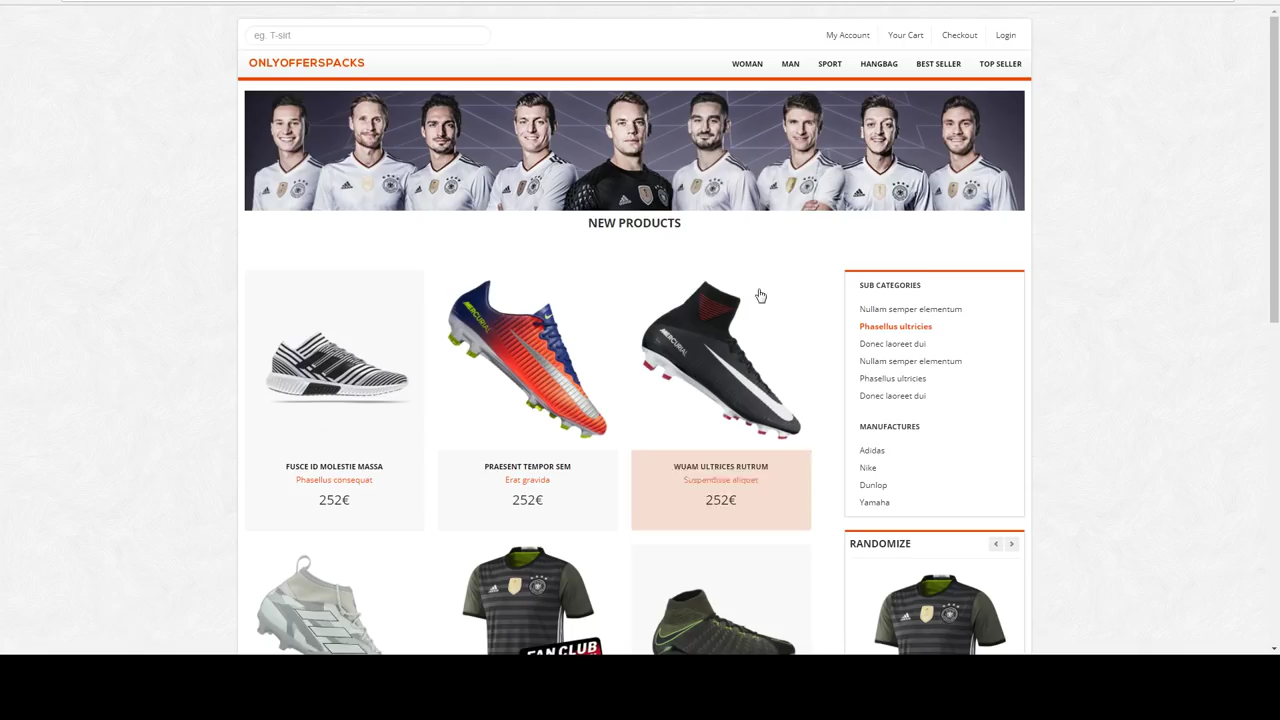 eg. T-sirt
My Account Your Cart Checkout Login
ONLYOFFERSPACKS
WOMAN MAN SPORT HANGBAG BEST SELLER TOP SELLER
NEW PRODUCTS
MERCURIAL
MERCURIAL
FUSCE ID MOLESTIE MASSA
Phasellus consequat
252€
PRAESENT TEMPOR SEM
Erat gravida
252€
WUAM ULTRICES RUTRUM
Suspendisse aliquet
252€
FAN CLUB
SUB CATEGORIES
Nullam semper elementum
Phasellus ultricies
Donec laoreet dui
Nullam semper elementum
Phasellus ultricies
Donec laoreet dui
MANUFACTURES
Adidas
Nike
Dunlop
Yamaha
RANDOMIZE